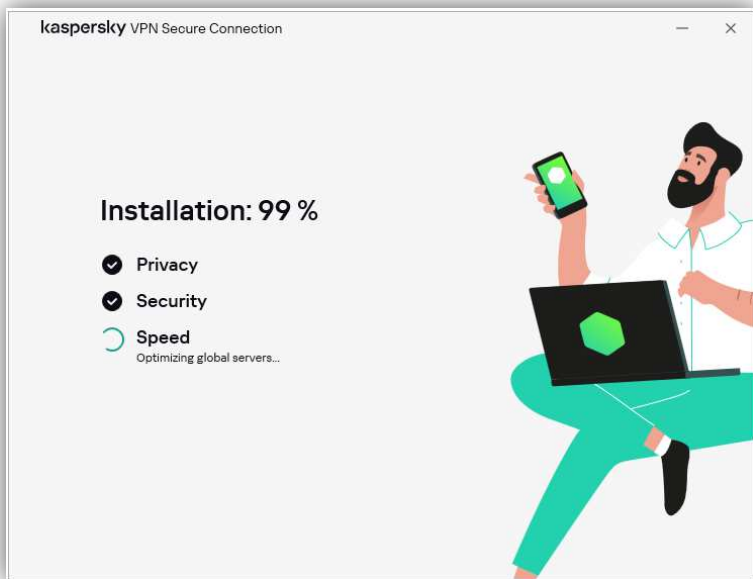 kaspersky VPN Secure Connection
Installation: 99 %
Privacy
Security
Speed
Optimizing global servers...